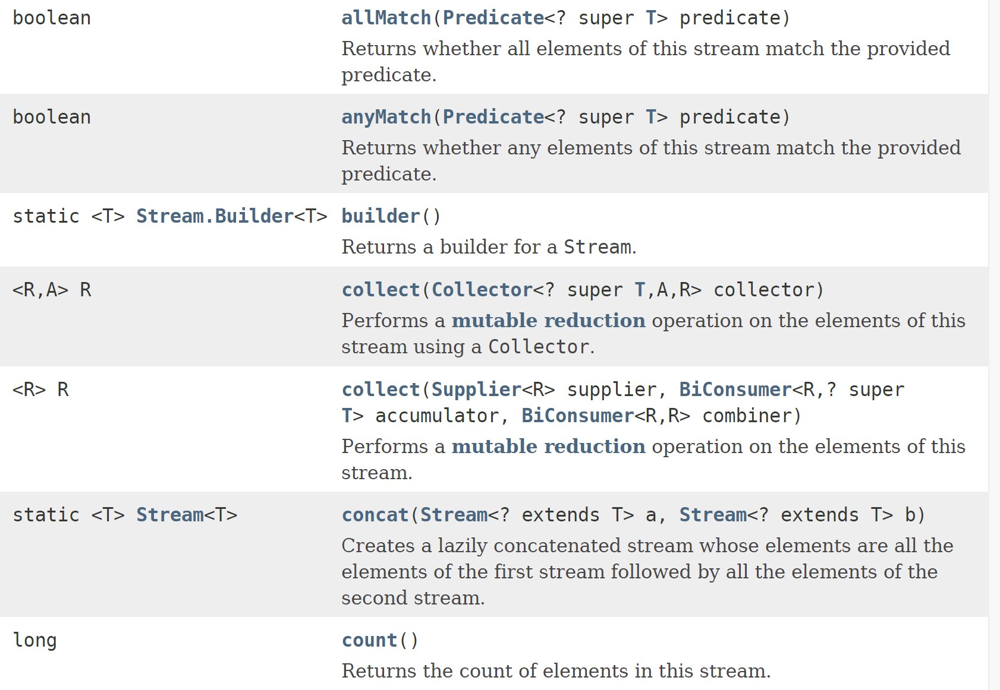 boolean allMatch(Predicate<? super T> predicate)
Returns whether all elements of this stream match the provided
predicate.
boolean anyMatch(Predicate<? super T> predicate)
Returns whether any elements of this stream match the provided
predicate.
static <T> Stream.Builder<T> builder()
Returns a builder for a Stream.
<R,A> R collect(Collector<? super T,A,R> collector)
Performs a mutable reduction operation on the elements of this
stream using a Collector.
<R> R collect(Supplier<R> supplier, BiConsumer<R,? super
T> accumulator, BiConsumer<R,R> combiner)
Performs a mutable reduction operation on the elements of this
stream.
static <T> Stream<T> concat(Stream<? extends T> a, Stream<? extends T> b)
Creates a lazily concatenated stream whose elements are all the
elements of the first stream followed by all the elements of the
second stream.
long count()
Returns the count of elements in this stream.